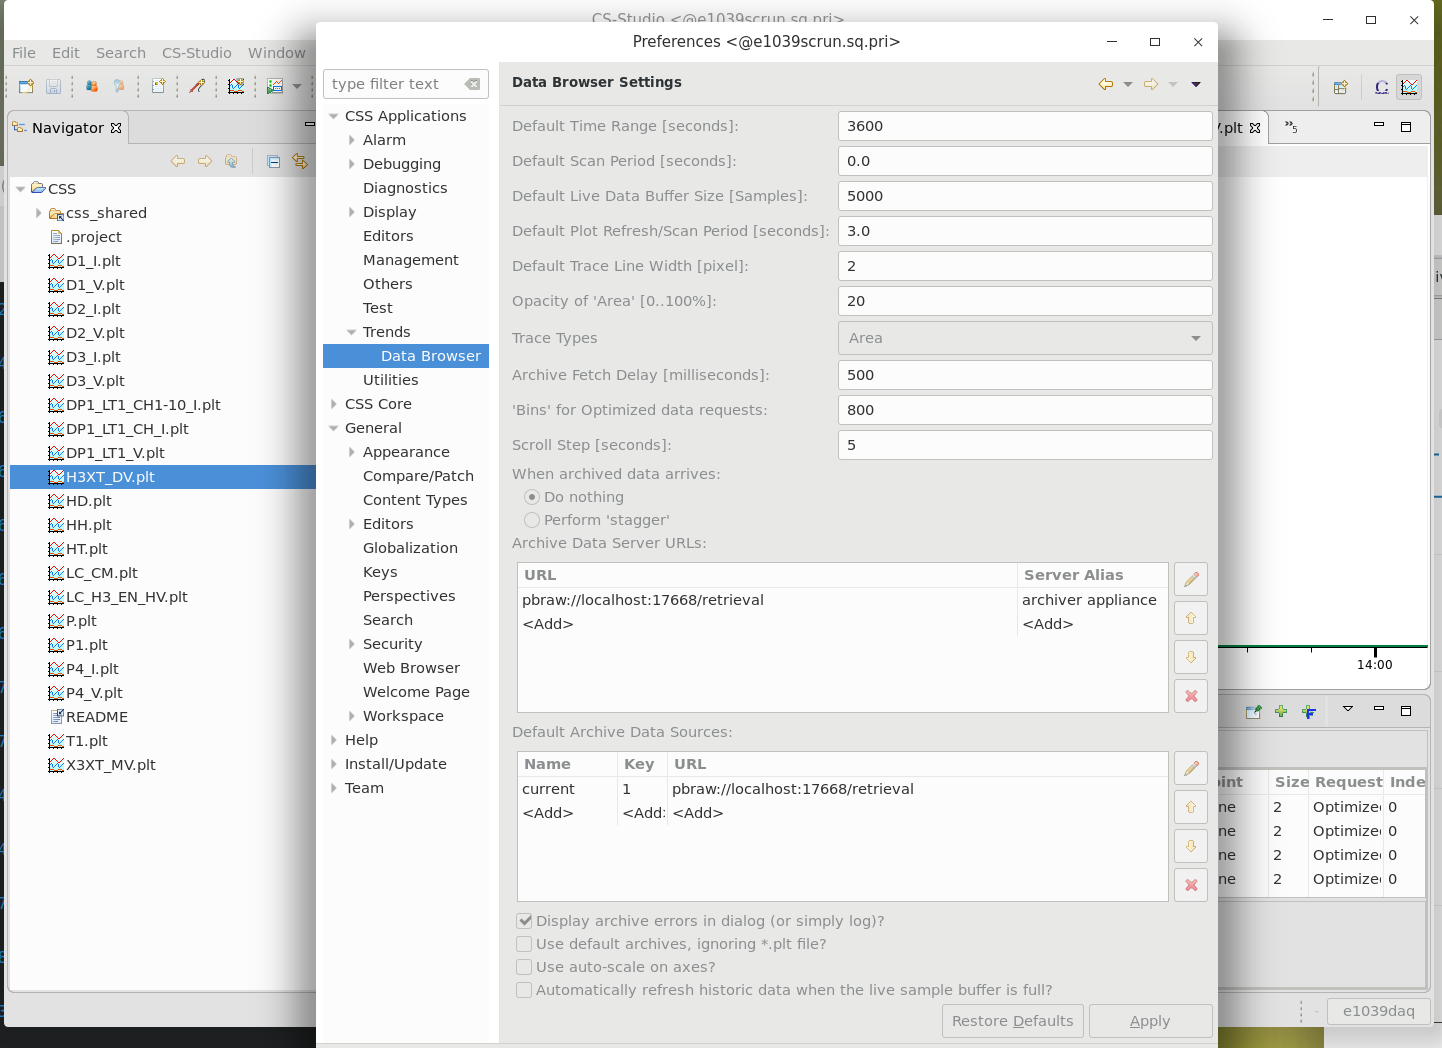 CS-Studio <@e1039scrun.sq.pri>
File Edit Search CS-Studio Window
Navigator
CSS
css_shared
.project
D1_I.plt
D1_V.plt
D2_I.plt
D2_V.plt
D3_I.plt
D3_V.plt
DP1_LT1_CH1-10_I.plt
DP1_LT1_CH_I.plt
DP1_LT1_V.plt
H3XT_DV.plt
HD.plt
HH.plt
HT.plt
LC_CM.plt
LC_H3_EN_HV.plt
P.plt
P1.plt
P4_I.plt
P4_V.plt
README
T1.plt
X3XT_MV.plt
Preferences <@e1039scrun.sq.pri>
type filter text
CSS Applications
Alarm
Debugging
Diagnostics
Display
Editors
Management
Others
Test
Trends
Data Browser
Utilities
CSS Core
General
Appearance
Compare/Patch
Content Types
Editors
Globalization
Keys
Perspectives
Search
Security
Web Browser
Welcome Page
Workspace
Help
Install/Update
Team
Data Browser Settings
Default Time Range [seconds]: 3600
Default Scan Period [seconds]: 0.0
Default Live Data Buffer Size [Samples]: 5000
Default Plot Refresh/Scan Period [seconds]: 3.0
Default Trace Line Width [pixel]: 2
Opacity of 'Area' [0..100%]: 20
Trace Types Area
Archive Fetch Delay [milliseconds]: 500
'Bins' for Optimized data requests: 800
Scroll Step [seconds]: 5
When archived data arrives:
Do nothing
Perform 'stagger'
Archive Data Server URLs:
URL Server Alias
pbraw://localhost:17668/retrieval archiver appliance
<Add> <Add>
Default Archive Data Sources:
Name Key URL
current 1 pbraw://localhost:17668/retrieval
<Add> <Add> <Add>
Display archive errors in dialog (or simply log)?
Use default archives, ignoring *.plt file?
Use auto-scale on axes?
Automatically refresh historic data when the live sample buffer is full?
Restore Defaults Apply
.plt 5
14:00
int Size Request Inde
ne 2 Optimize 0
ne 2 Optimize 0
ne 2 Optimize 0
ne 2 Optimize 0
e1039daq